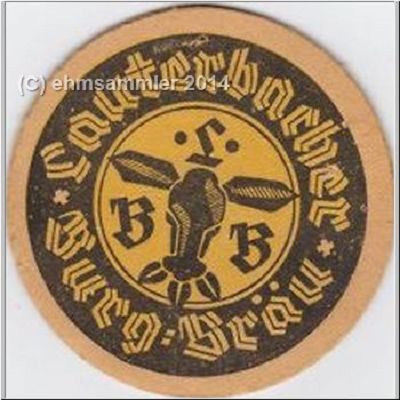 (C) ehmsammler 2014
Lauterbacher
Burg=Bräu
·L·
B B